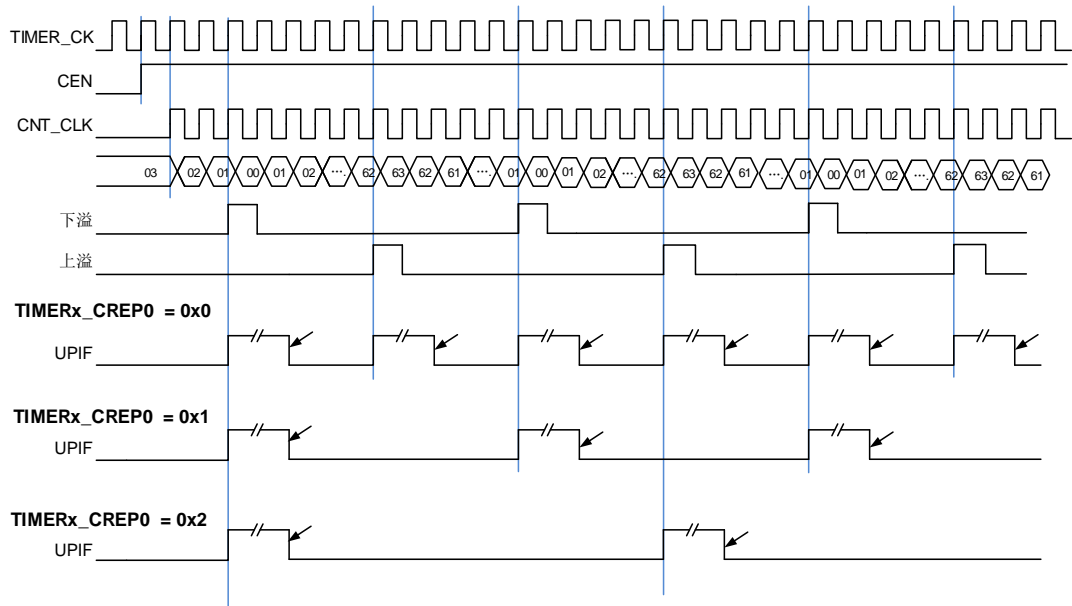 TIMER_CK
CEN
CNT_CLK
03 02 01 00 01 02 .... 62 63 62 61 .... 01 00 01 02 .... 62 63 62 61 .... 01 00 01 02 .... 62 63 62 61
下溢
上溢
TIMERx_CREP0 = 0x0
UPIF
TIMERx_CREP0 = 0x1
UPIF
TIMERx_CREP0 = 0x2
UPIF